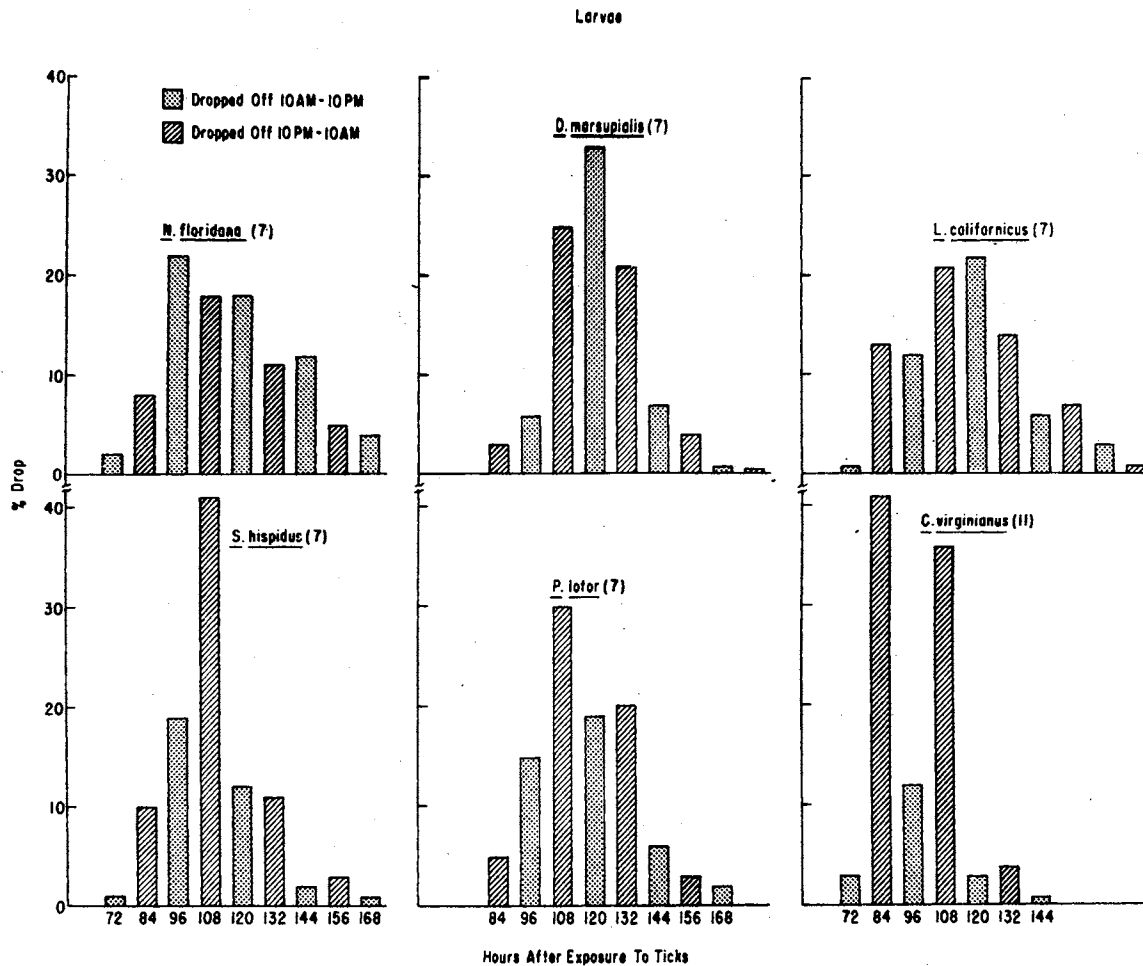 Larvae
40
30
20
10
0
Dropped Off 10AM-10PM
Dropped Off 10PM-10AM
N. floridana (7)
D. marsupialis (7)
L. californicus (7)
% Drop
40
30
20
10
0
S. hispidus (7)
P. lotor (7)
C. virginianus (11)
72 84 96 108 120 132 144 156 168
84 96 108 120 132 144 156 168
72 84 96 108 120 132 144
Hours After Exposure To Ticks